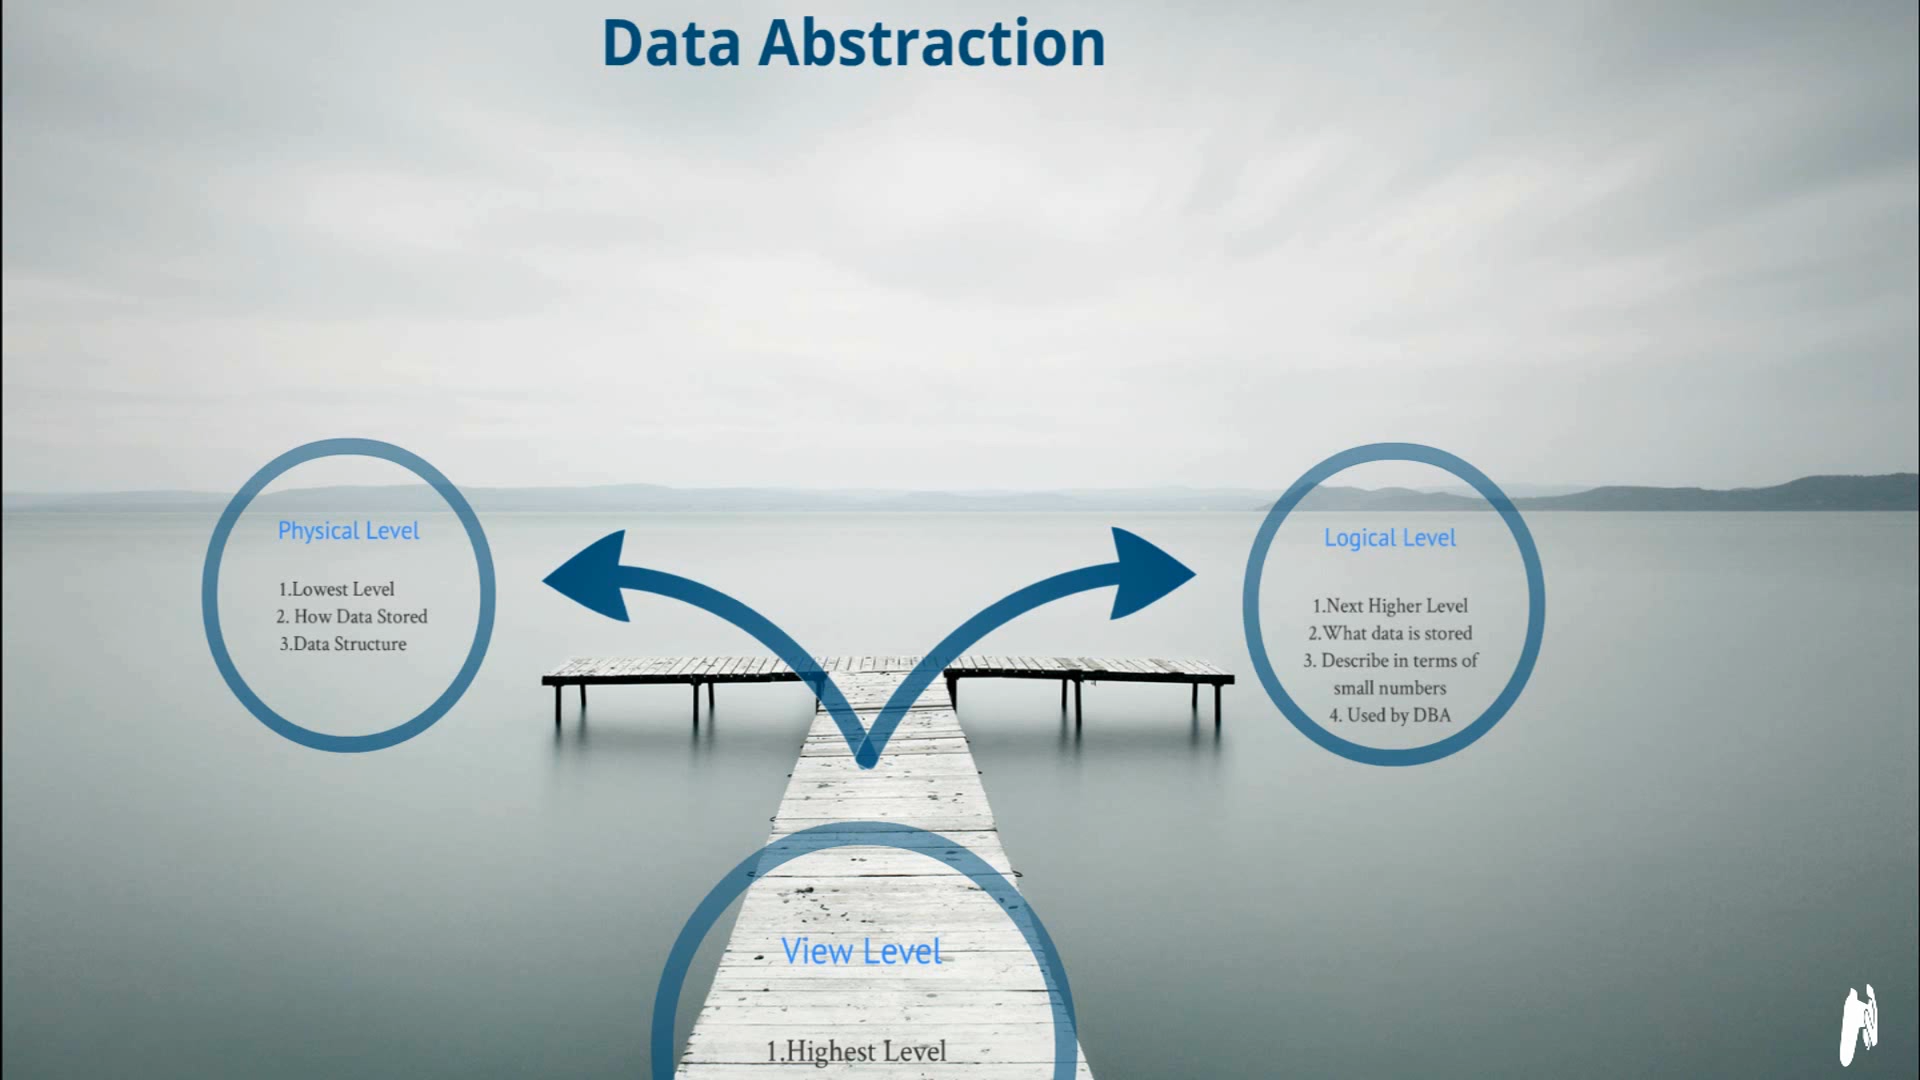 Data Abstraction
Physical Level
1.Lowest Level
2. How Data Stored
3.Data Structure
Logical Level
1.Next Higher Level
2.What data is stored
3. Describe in terms of
small numbers
4. Used by DBA
View Level
1.Highest Level